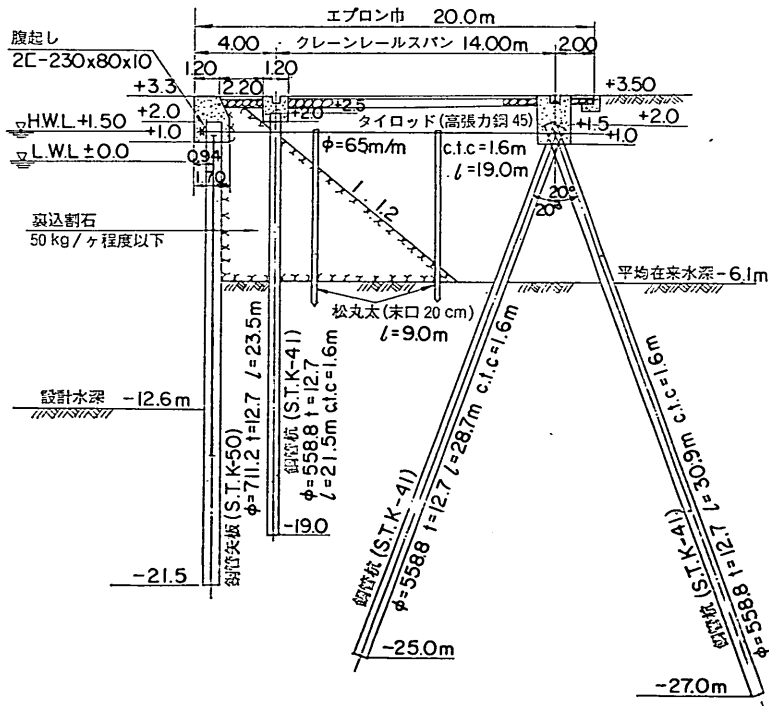 エプロン巾 20.0m
腹起し
2⊏-230x80x10
4.00
クレーンレールスパン 14.00m
2.00
1.20
2.20
1.20
+3.3
+3.50
+2.0
+2.5
+2.0
H.W.L.+1.50
タイロッド(高張力鋼45)
+1.5
+2.0
+1.0
+1.0
L.W.L ±0.0
0.94
φ=65m/m
c.t.c=1.6m
l=19.0m
1.70
1.
1.2
20°
20°
裏込割石
50kg/ヶ程度以下
平均在来水深-6.1m
松丸太(末口20cm)
l=9.0m
設計水深 -12.6m
鋼管矢板(S.T.K-50)
φ=711.2 t=12.7 l=23.5m
鋼管杭(S.T.K-41)
φ=558.8 t=12.7
l=21.5m c.t.c=1.6m
-19.0
-21.5
鋼管杭(S.T.K-41)
φ=558.8 t=12.7 l=28.7m c.t.c=1.6m
-25.0m
鋼管杭(S.T.K-41)
φ=558.8 t=12.7 l=30.9m c.t.c=1.6m
-27.0m